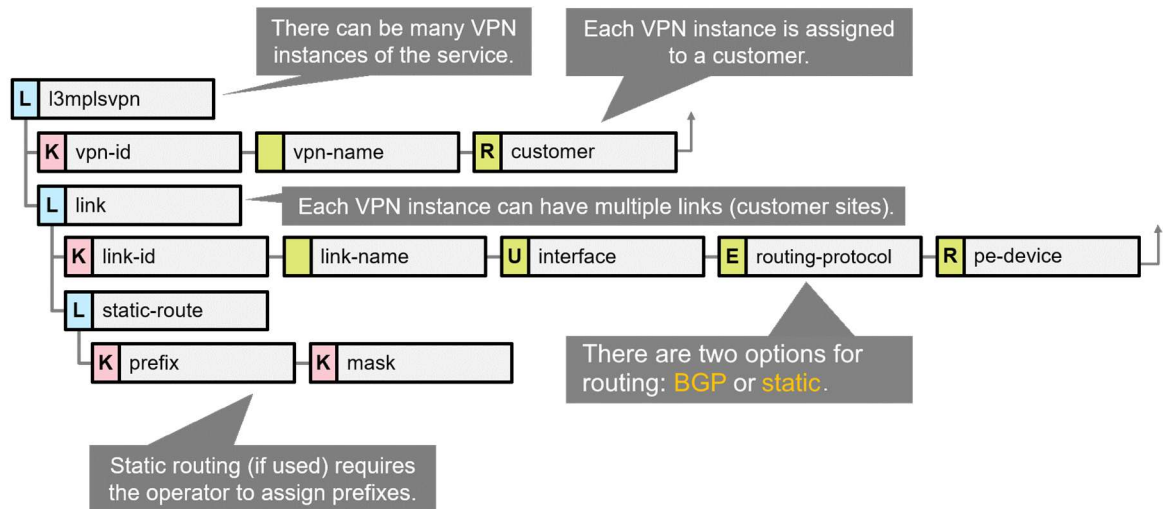 There can be many VPN
instances of the service.
Each VPN instance is assigned
to a customer.
L l3mplsvpn
K vpn-id vpn-name R customer
L link
Each VPN instance can have multiple links (customer sites).
K link-id link-name U interface E routing-protocol R pe-device
L static-route
K prefix K mask
There are two options for
routing: BGP or static.
Static routing (if used) requires
the operator to assign prefixes.